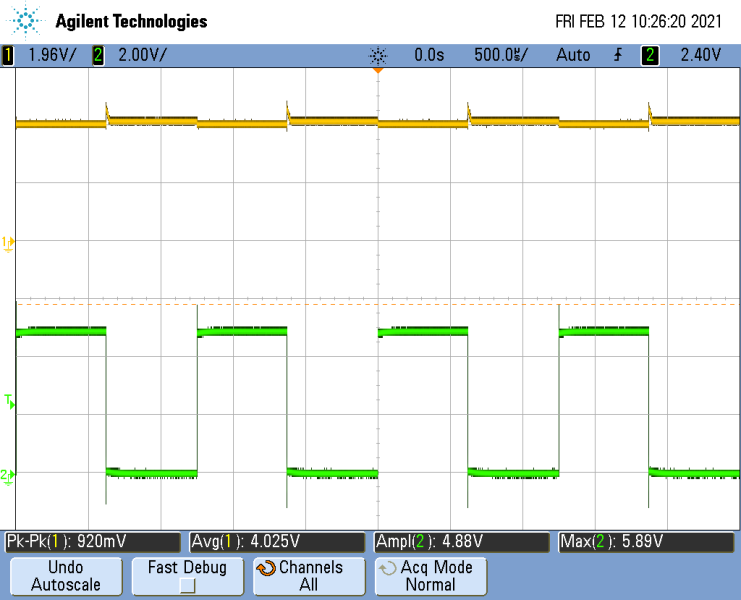 Agilent Technologies FRI FEB 12 10:26:20 2021
1 1.96V/ 2 2.00V/ 0.0s 500.0µs/ Auto 2 2.40V
1
T
2
Pk-Pk(1): 920mV Avg(1): 4.025V Ampl(2): 4.88V Max(2): 5.89V
Undo Autoscale Fast Debug Channels All Acq Mode Normal